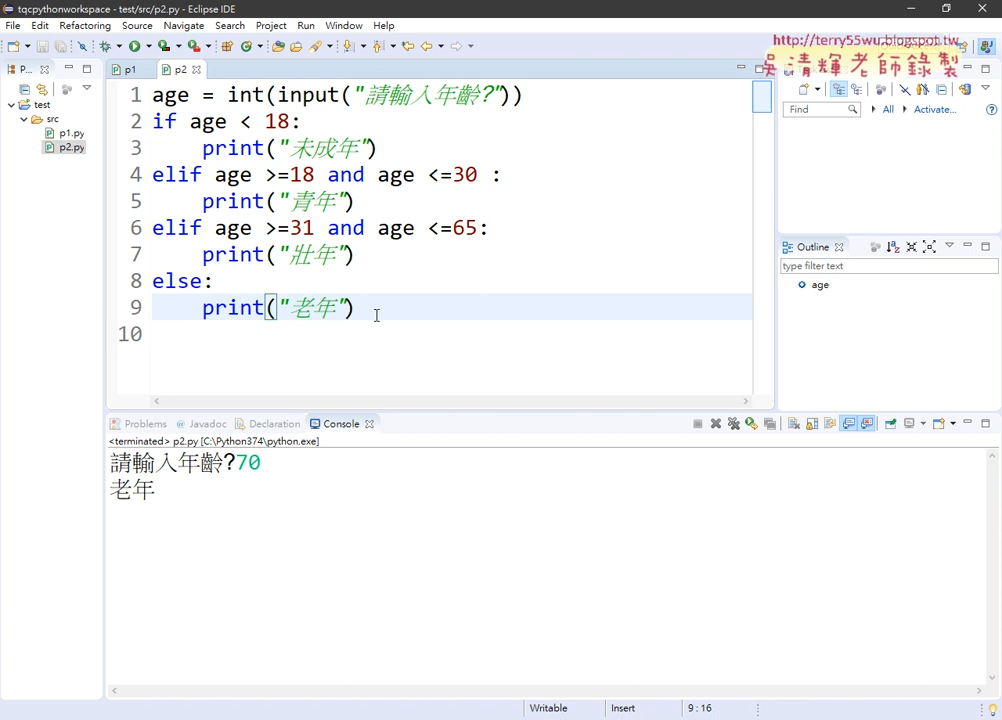 tqcpythonworkspace - test/src/p2.py - Eclipse IDE
File Edit Refactoring Source Navigate Search Project Run Window Help
http://terry55wu.blogspot.tw
吳清輝老師錄製
P...
p1
p2
test
src
p1.py
p2.py
1 age = int(input("請輸入年齡?"))
2 if age < 18:
3 print("未成年")
4 elif age >=18 and age <=30 :
5 print("青年")
6 elif age >=31 and age <=65:
7 print("壯年")
8 else:
9 print("老年")
10
Find
All
Activate...
Outline
type filter text
age
Problems Javadoc Declaration Console
<terminated> p2.py [C:\Python374\python.exe]
請輸入年齡?70
老年
Writable Insert 9 : 16